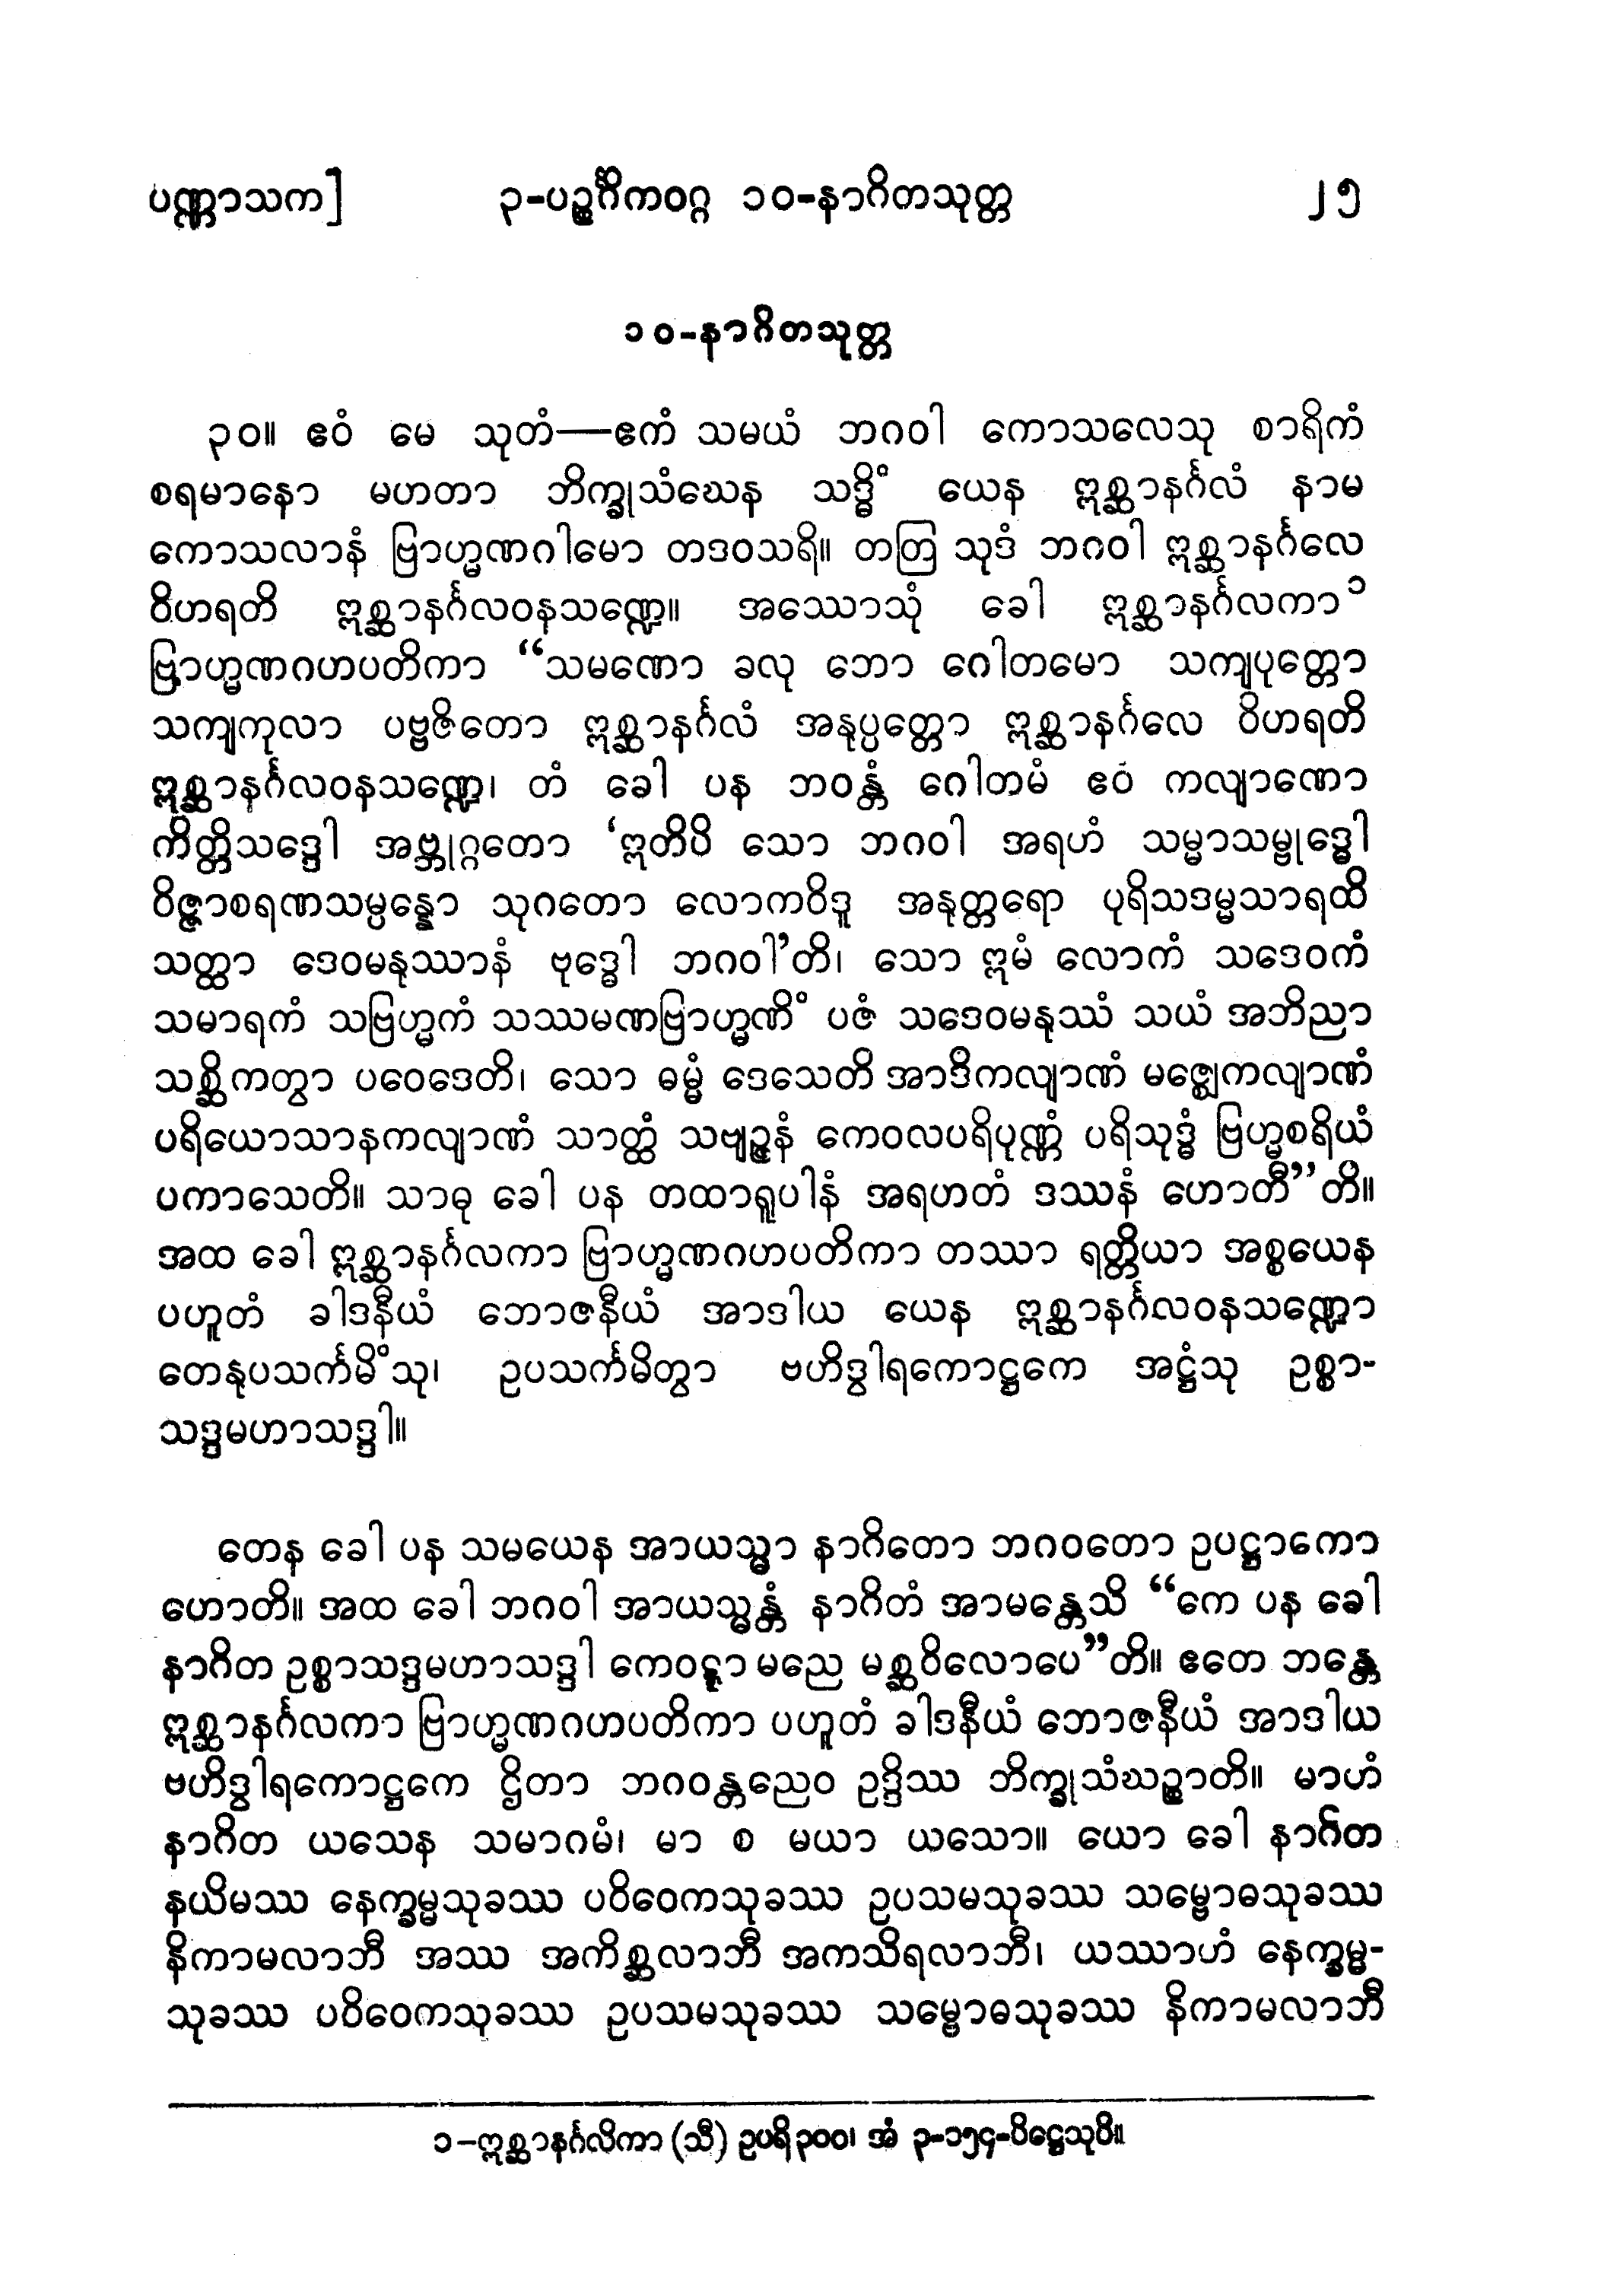 ပဏ္ဏာသက] ၃-ပဉ္စင်္ဂိကဝဂ္ဂ ၁၀-နာဂိတသုတ္တ ၂၅
၁၀-နာဂိတသုတ္တ
၃၀။ ဧဝံ မေ သုတံ—ဧကံ သမယံ ဘဂဝါ ကောသလေသု စာရိကံ
စရမာနော မဟတာ ဘိက္ခုသံဃေန သဒ္ဓိံ ယေန ဣစ္ဆာနင်္ဂလံ နာမ
ကောသလာနံ ဗြာဟ္မဏဂါမော တဒဝသရိ။ တတြ သုဒံ ဘဂဝါ ဣစ္ဆာနင်္ဂလေ
ဝိဟရတိ ဣစ္ဆာနင်္ဂလဝနသဏ္ဍေ။ အဿောသုံ ခေါ ဣစ္ဆာနင်္ဂလကာ ၁
ဗြာဟ္မဏဂဟပတိကာ “သမဏော ခလု ဘော ဂေါတမော သကျပုတ္တော
သကျကုလာ ပဗ္ဗဇိတော ဣစ္ဆာနင်္ဂလံ အနုပ္ပတ္တော ဣစ္ဆာနင်္ဂလေ ဝိဟရတိ
ဣစ္ဆာနင်္ဂလဝနသဏ္ဍေ၊ တံ ခေါ ပန ဘဝန္တံ ဂေါတမံ ဧဝံ ကလျာဏော
ကိတ္တိသဒ္ဒေါ အဗ္ဘုဂ္ဂတော ‘ဣတိပိ သော ဘဂဝါ အရဟံ သမ္မာသမ္ဗုဒ္ဓေါ
ဝိဇ္ဇာစရဏသမ္ပန္နော သုဂတော လောကဝိဒူ အနုတ္တရော ပုရိသဒမ္မသာရထိ
သတ္ထာ ဒေဝမနုဿာနံ ဗုဒ္ဓေါ ဘဂဝါ’တိ၊ သော ဣမံ လောကံ သဒေဝကံ
သမာရကံ သဗြဟ္မကံ သဿမဏဗြာဟ္မဏိံ ပဇံ သဒေဝမနုဿံ သယံ အဘိညာ
သစ္ဆိကတွာ ပဝေဒေတိ၊ သော ဓမ္မံ ဒေသေတိ အာဒိကလျာဏံ မဇ္ဈေကလျာဏံ
ပရိယောသာနကလျာဏံ သာတ္ထံ သဗျဉ္ဇနံ ကေဝလပရိပုဏ္ဏံ ပရိသုဒ္ဓံ ဗြဟ္မစရိယံ
ပကာသေတိ။ သာဓု ခေါ ပန တထာရူပါနံ အရဟတံ ဒဿနံ ဟောတီ”တိ။
အထ ခေါ ဣစ္ဆာနင်္ဂလကာ ဗြာဟ္မဏဂဟပတိကာ တဿာ ရတ္တိယာ အစ္စယေန
ပဟူတံ ခါဒနီယံ ဘောဇနီယံ အာဒါယ ယေန ဣစ္ဆာနင်္ဂလဝနသဏ္ဍော
တေနုပသင်္ကမိံသု၊ ဥပသင်္ကမိတွာ ဗဟိဒွါရကောဋ္ဌကေ အဋ္ဌံသု ဥစ္စာ-
သဒ္ဒမဟာသဒ္ဒါ။
တေန ခေါ ပန သမယေန အာယသ္မာ နာဂိတော ဘဂဝတော ဥပဋ္ဌာကော
ဟောတိ။ အထ ခေါ ဘဂဝါ အာယသ္မန္တံ နာဂိတံ အာမန္တေသိ “ကေ ပန ခေါ
နာဂိတ ဥစ္စာသဒ္ဒမဟာသဒ္ဒါ ကေဝဋ္ဋာ မညေ မစ္ဆဝိလောပေ”တိ။ ဧတေ ဘန္တေ
ဣစ္ဆာနင်္ဂလကာ ဗြာဟ္မဏဂဟပတိကာ ပဟူတံ ခါဒနီယံ ဘောဇနီယံ အာဒါယ
ဗဟိဒွါရကောဋ္ဌကေ ဌိတာ ဘဂဝန္တညေဝ ဥဒ္ဒိဿ ဘိက္ခုသံဃဉ္စာတိ။ မာဟံ
နာဂိတ ယသေန သမာဂမံ၊ မာ စ မယာ ယသော။ ယော ခေါ နာဂိတ
နယိမဿ နေက္ခမ္မသုခဿ ပဝိဝေကသုခဿ ဥပသမသုခဿ သမ္ဗောဓသုခဿ
နိကာမလာဘီ အဿ အကိစ္ဆလာဘီ အကသိရလာဘီ၊ ယဿာဟံ နေက္ခမ္မ-
သုခဿ ပဝိဝေကသုခဿ ဥပသမသုခဿ သမ္ဗောဓသုခဿ နိကာမလာဘီ
၁-ဣစ္ဆာနင်္ဂလိကာ (သီ) ဥပရိ၃၀၀၊ အံ ၃-၁၅၄-ပိဋ္ဌေသုပိ။